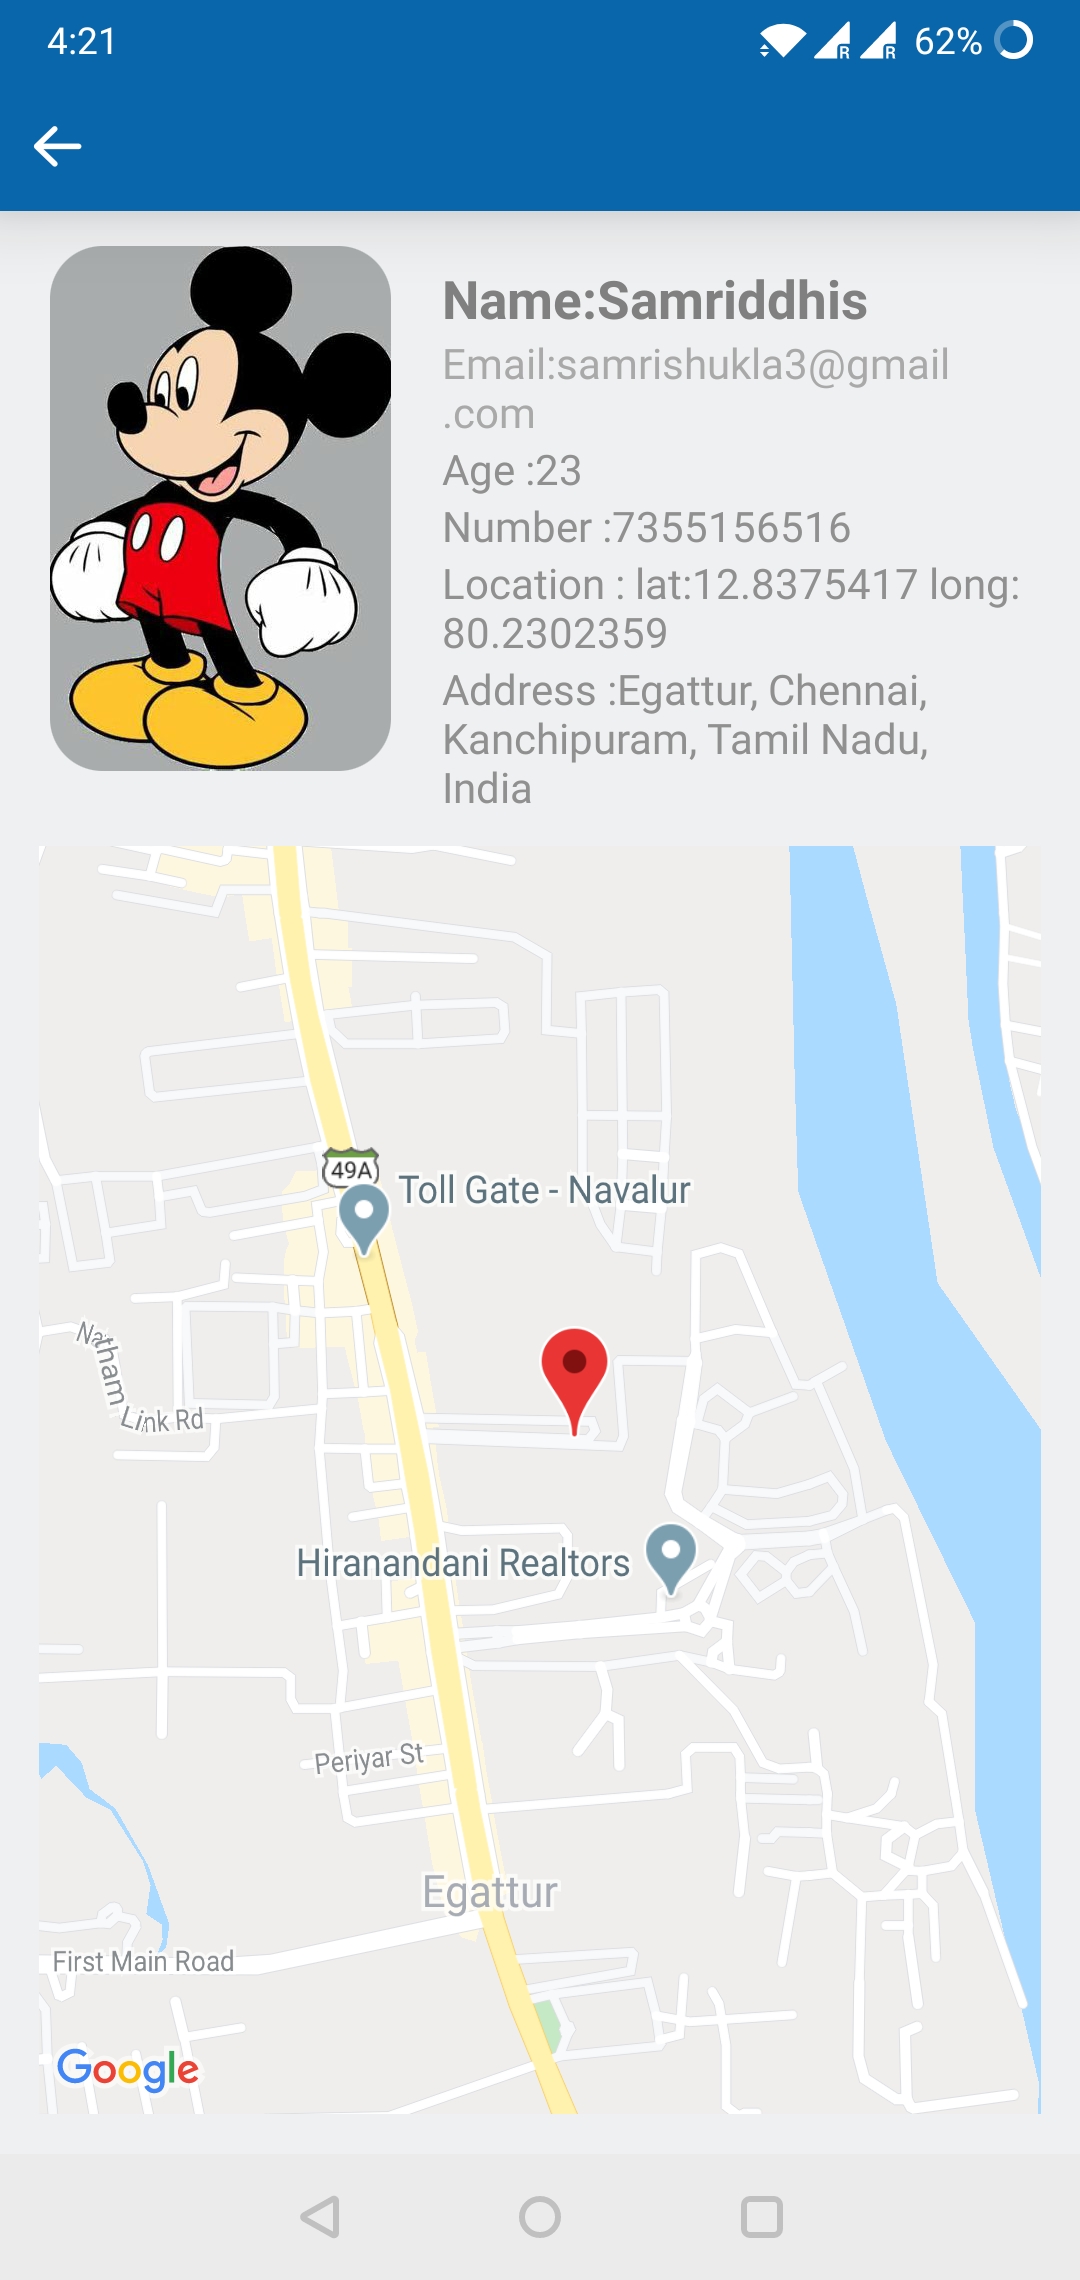 4:21
R R 62%
Name:Samriddhis
Email:samrishukla3@gmail
.com
Age :23
Number :7355156516
Location : lat:12.8375417 long:
80.2302359
Address :Egattur, Chennai,
Kanchipuram, Tamil Nadu,
India
49A
Toll Gate - Navalur
Natham Link Rd
Hiranandani Realtors
Periyar St
Egattur
First Main Road
Google